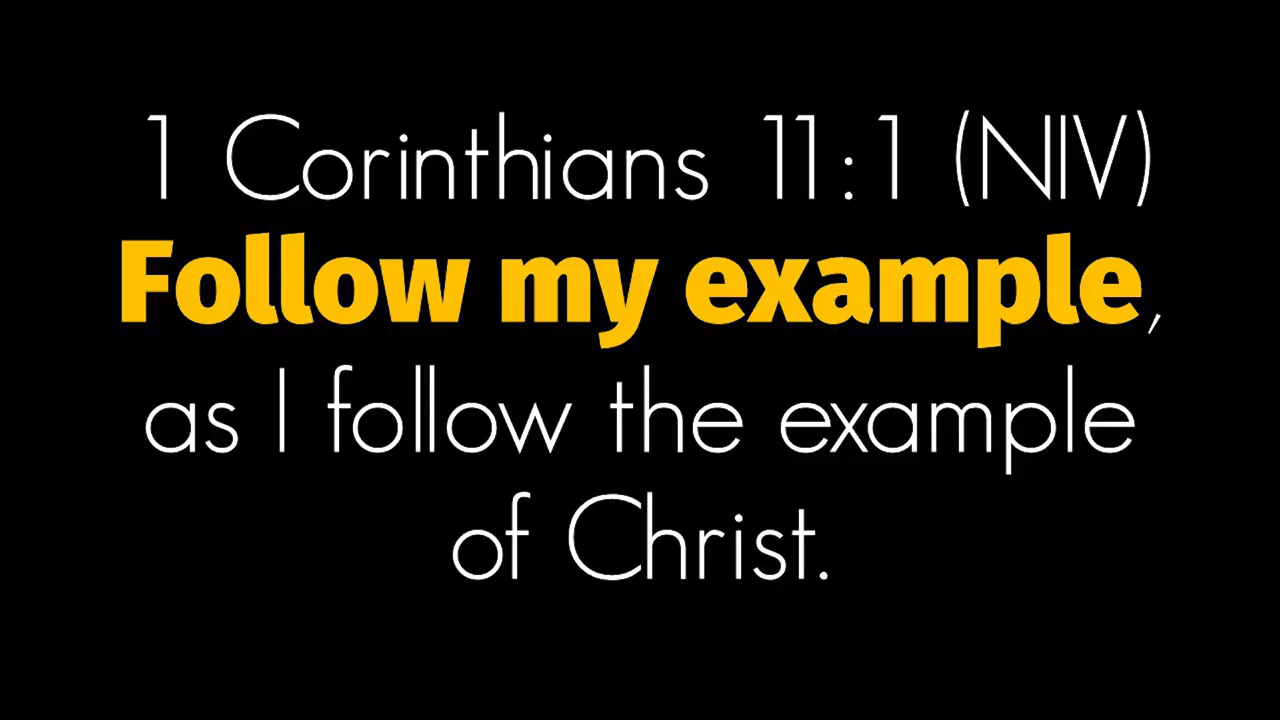 1 Corinthians 11:1 (NIV)
Follow my example,
as I follow the example
of Christ.